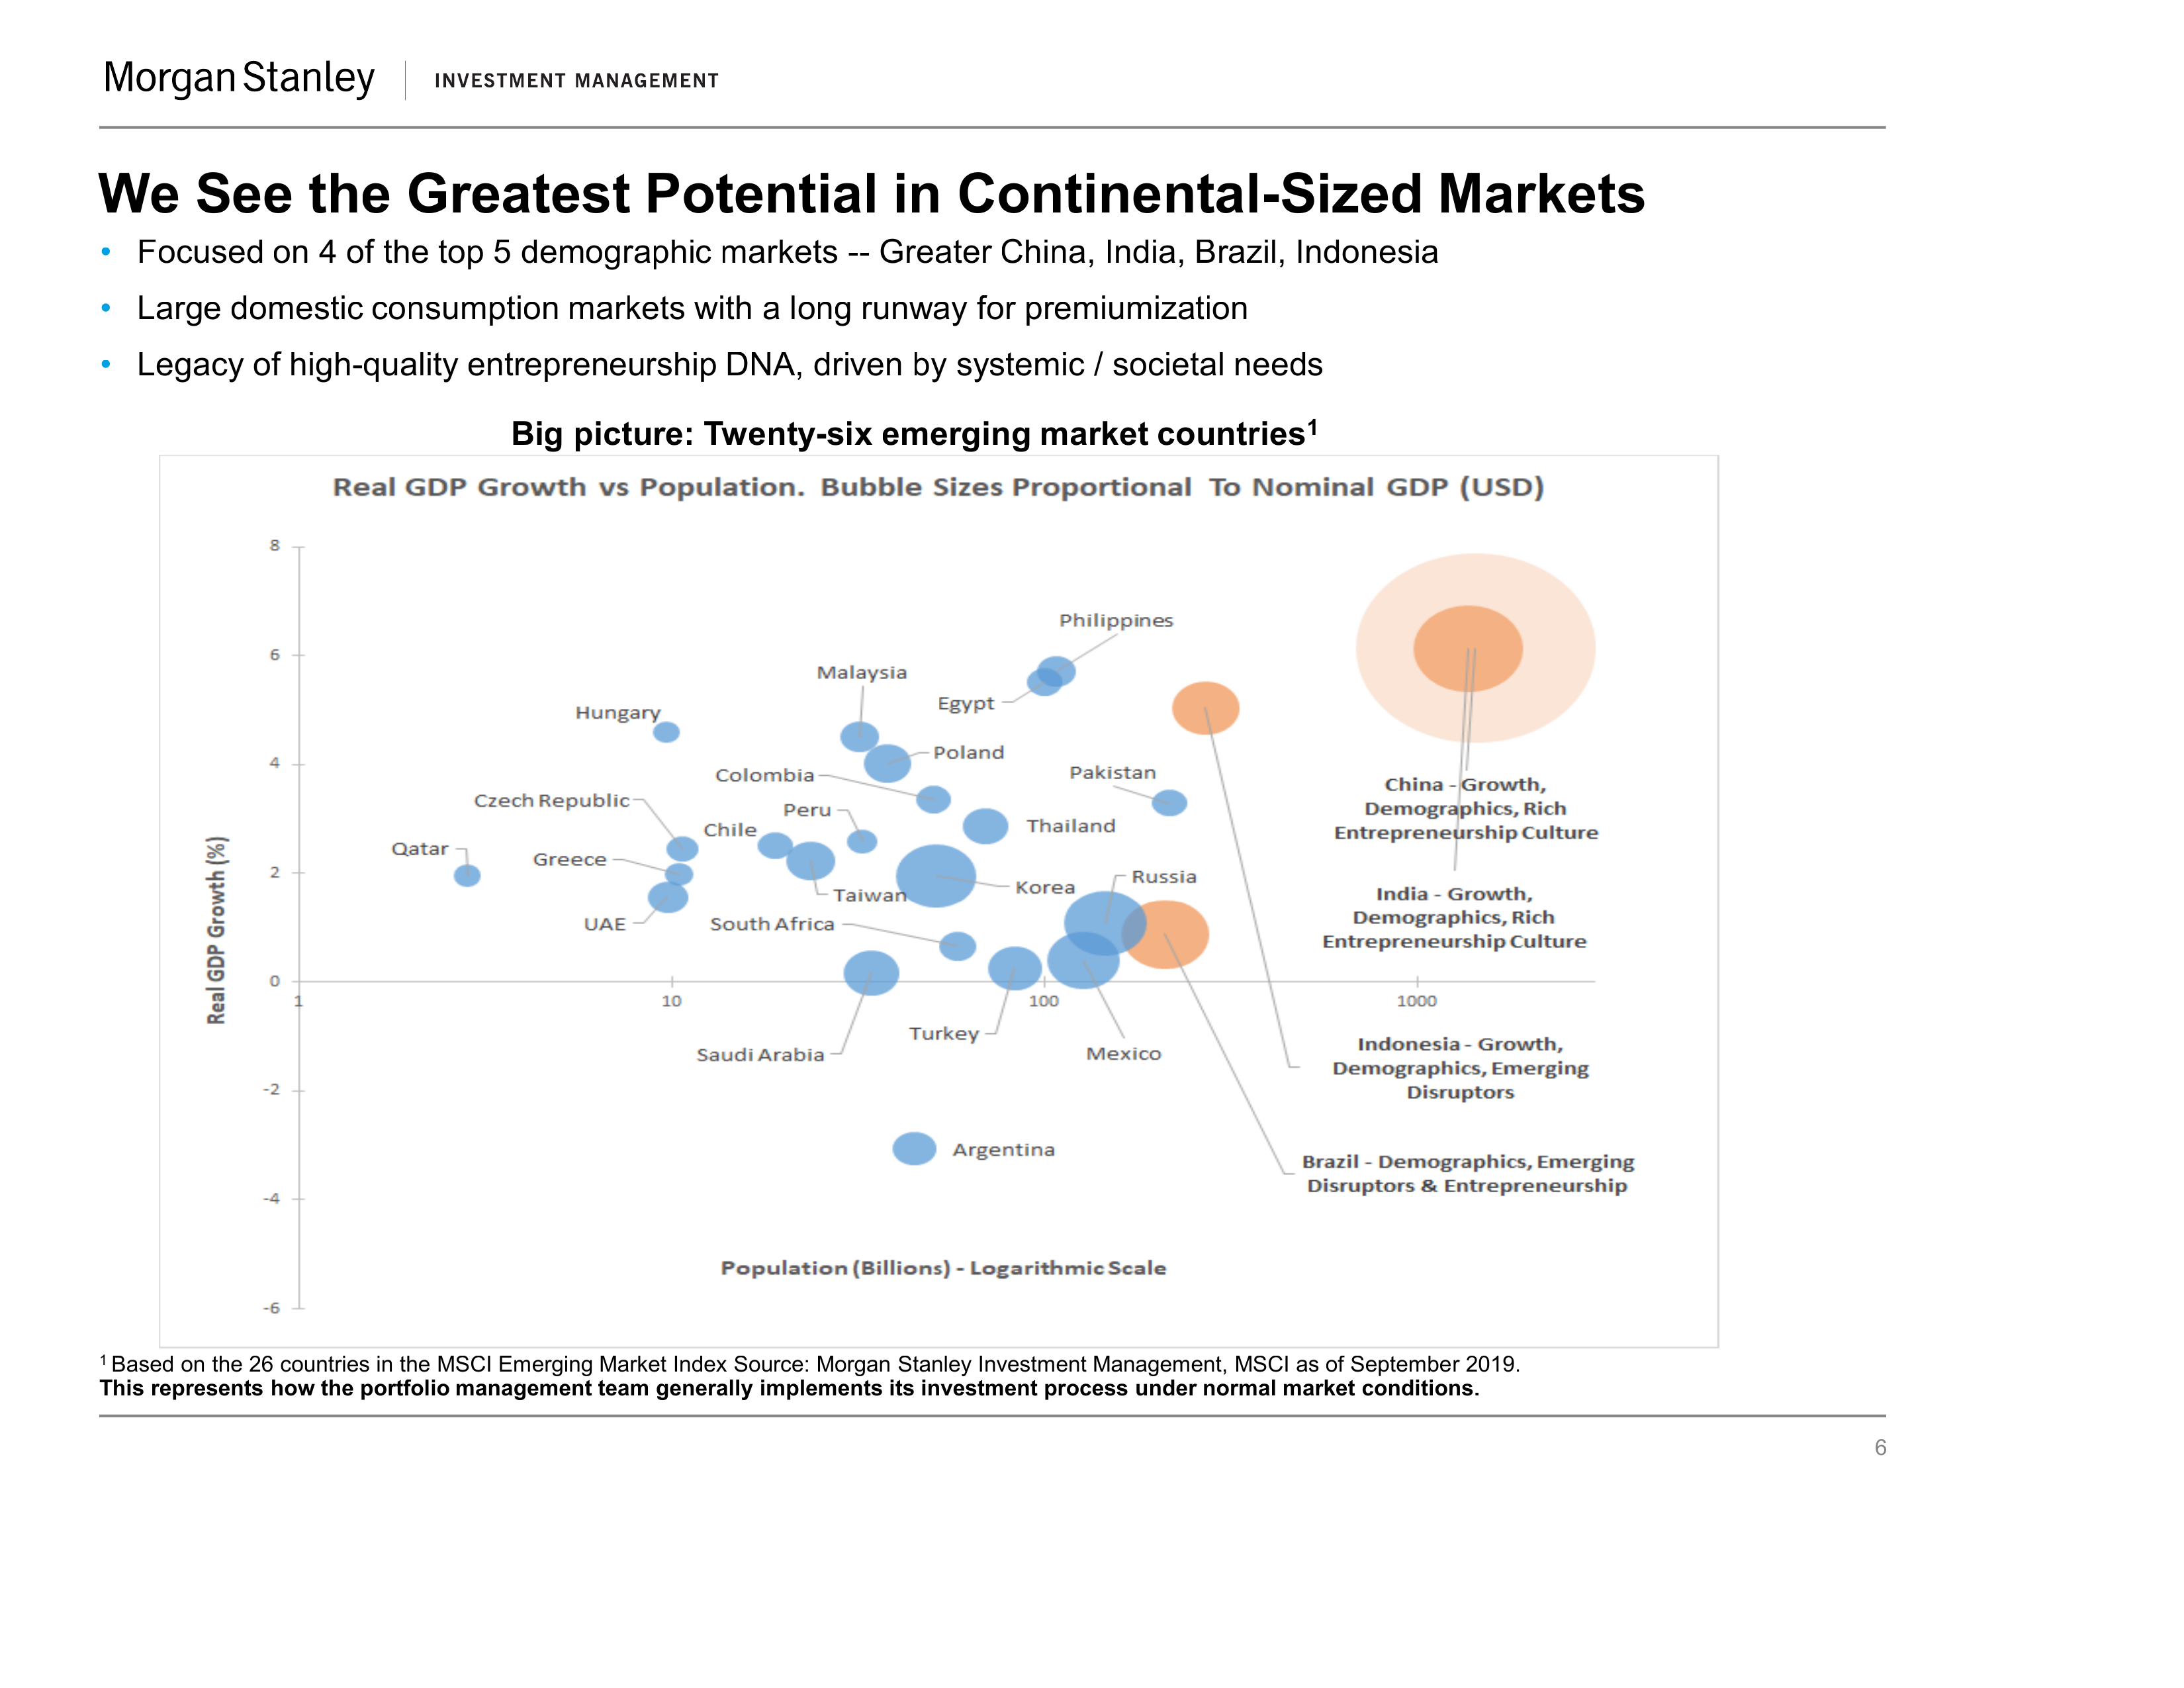 Morgan Stanley | INVESTMENT MANAGEMENT
We See the Greatest Potential in Continental-Sized Markets
• Focused on 4 of the top 5 demographic markets -- Greater China, India, Brazil, Indonesia
• Large domestic consumption markets with a long runway for premiumization
• Legacy of high-quality entrepreneurship DNA, driven by systemic / societal needs
Big picture: Twenty-six emerging market countries1
Real GDP Growth vs Population. Bubble Sizes Proportional To Nominal GDP (USD)
8
6
4
2
0
-2
-4
-6
Real GDP Growth (%)
1
10
100
1000
Philippines
Malaysia
Egypt
Hungary
Poland
Colombia
Pakistan
Czech Republic
Peru
Chile
Thailand
Qatar
Greece
Korea
Russia
Taiwan
UAE
South Africa
Turkey
Saudi Arabia
Mexico
Argentina
China - Growth,
Demographics, Rich
Entrepreneurship Culture
India - Growth,
Demographics, Rich
Entrepreneurship Culture
Indonesia - Growth,
Demographics, Emerging
Disruptors
Brazil - Demographics, Emerging
Disruptors & Entrepreneurship
Population (Billions) - Logarithmic Scale
1 Based on the 26 countries in the MSCI Emerging Market Index Source: Morgan Stanley Investment Management, MSCI as of September 2019.
This represents how the portfolio management team generally implements its investment process under normal market conditions.
6